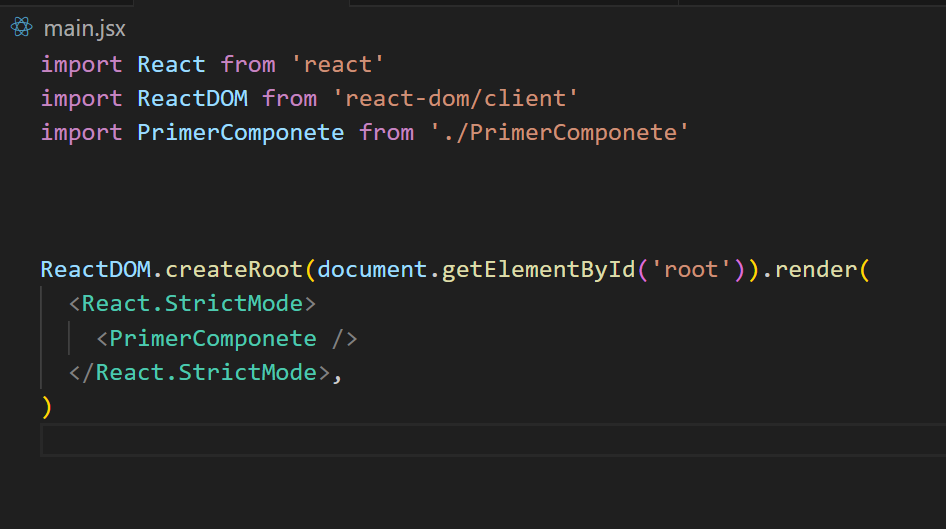 main.jsx
import React from 'react'
import ReactDOM from 'react-dom/client'
import PrimerComponete from './PrimerComponete'
ReactDOM.createRoot(document.getElementById('root')).render(
  <React.StrictMode>
    <PrimerComponete />
  </React.StrictMode>,
)